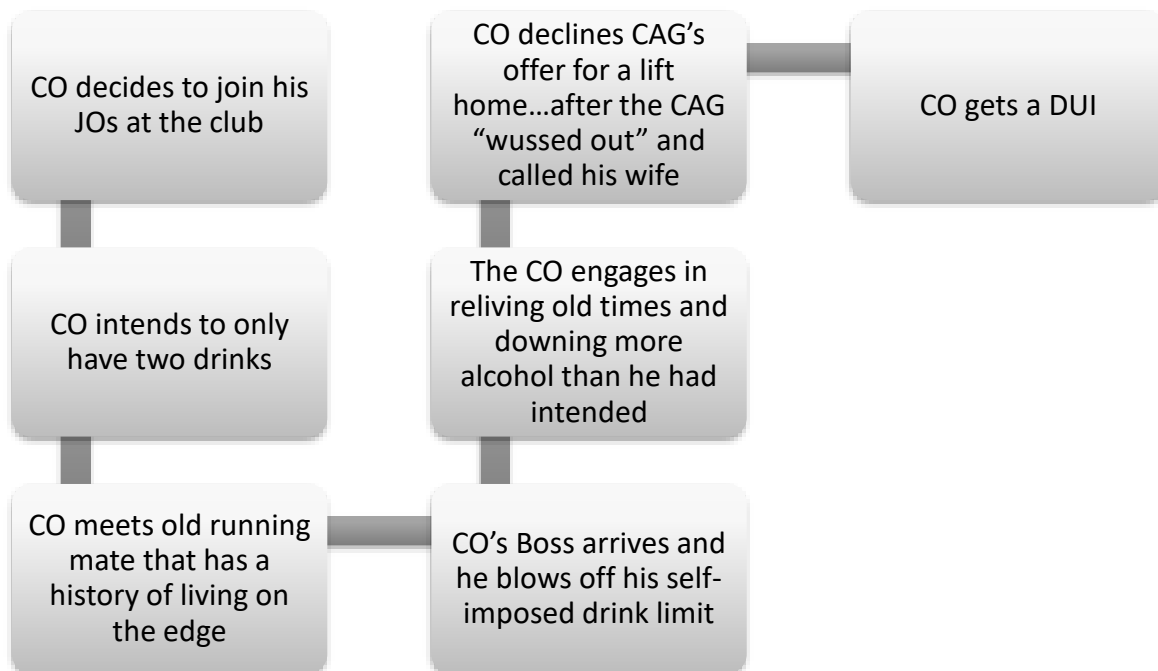 CO decides to join his
JOs at the club
CO intends to only
have two drinks
CO meets old running
mate that has a
history of living on
the edge
CO’s Boss arrives and
he blows off his self-
imposed drink limit
The CO engages in
reliving old times and
downing more
alcohol than he had
intended
CO declines CAG’s
offer for a lift
home…after the CAG
“wussed out” and
called his wife
CO gets a DUI